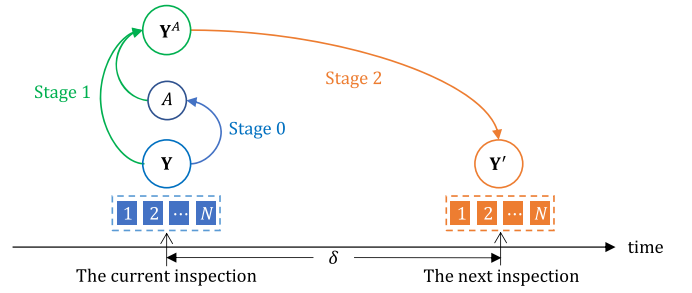 Y^A
Stage 1
Stage 2
A
Stage 0
Y
Y′
1 2 ⋯ N
1 2 ⋯ N
time
δ
The current inspection
The next inspection